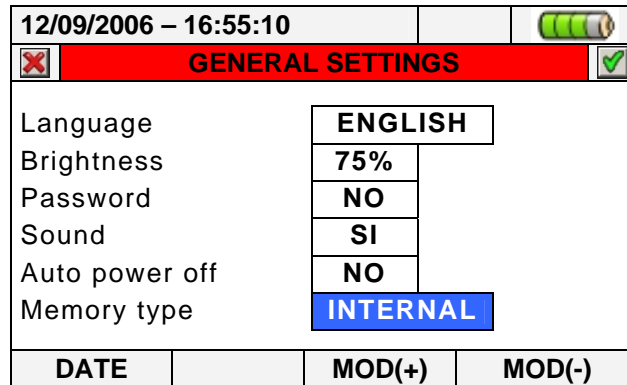 12/09/2006 – 16:55:10
GENERAL SETTINGS
Language ENGLISH
Brightness 75%
Password NO
Sound SI
Auto power off NO
Memory type INTERNAL
DATE MOD(+) MOD(-)